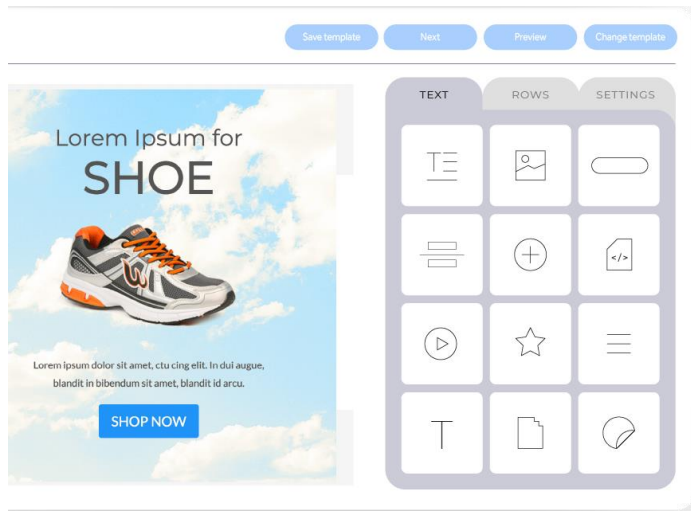 Save template
Next
Preview
Change template
TEXT
ROWS
SETTINGS
Lorem Ipsum for
SHOE
Lorem ipsum dolor sit amet, ctu cing elit. In dui augue,
blandit in bibendum sit amet, blandit id arcu.
SHOP NOW
T
</>
T